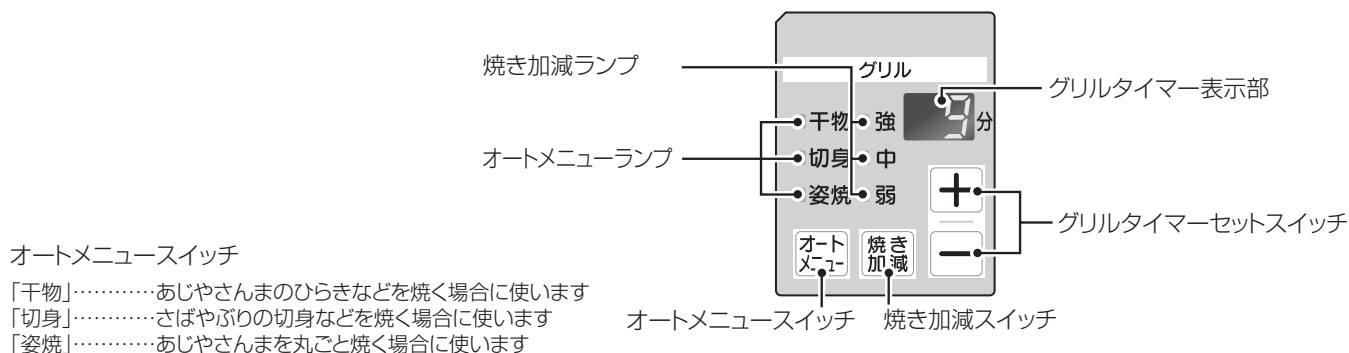 焼き加減ランプ
オートメニューランプ
グリル
干物
強
9分
切身
中
姿焼
弱
+
−
オート
メニュー
焼き
加減
グリルタイマー表示部
グリルタイマーセットスイッチ
オートメニュースイッチ
焼き加減スイッチ
オートメニュースイッチ
「干物」…………あじやさんまのひらきなどを焼く場合に使います
「切身」…………さばやぶりの切身などを焼く場合に使います
「姿焼」…………あじやさんまを丸ごと焼く場合に使います